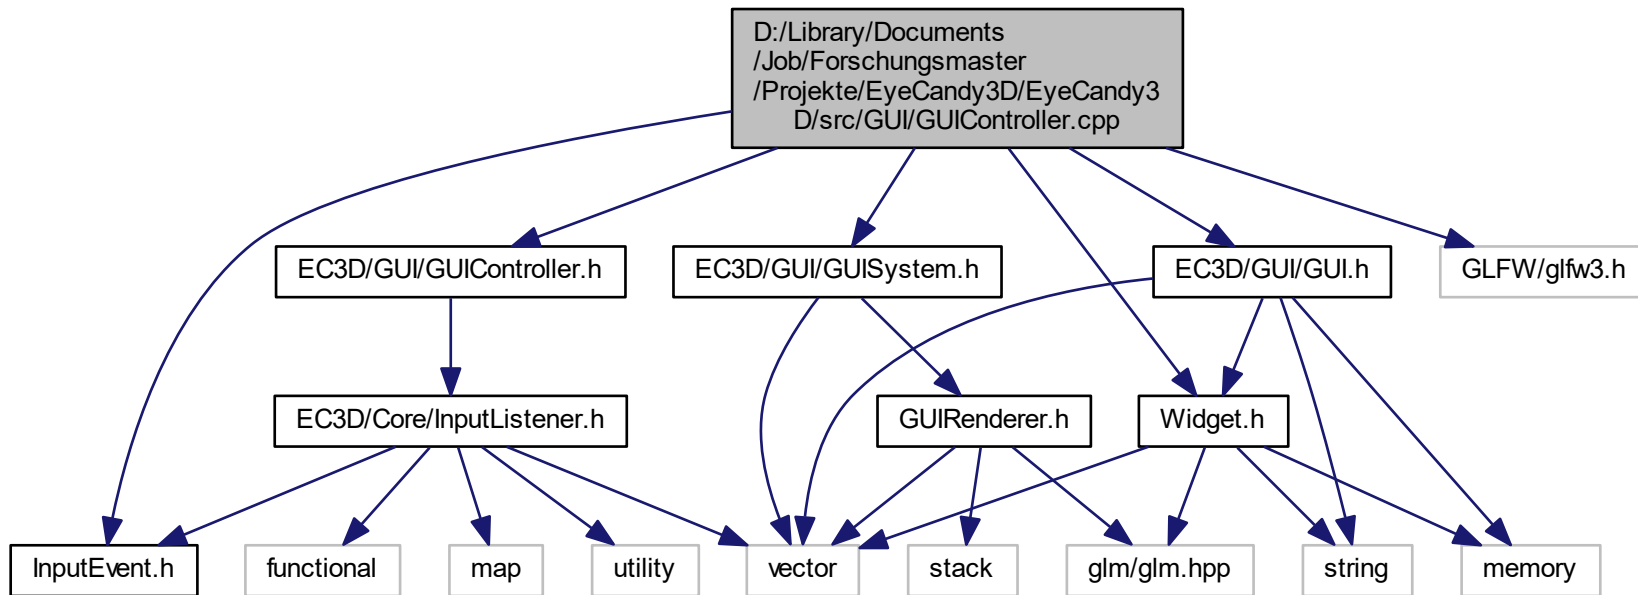 D:/Library/Documents
/Job/Forschungsmaster
/Projekte/EyeCandy3D/EyeCandy3
D/src/GUI/GUIController.cpp
EC3D/GUI/GUIController.h
EC3D/GUI/GUISystem.h
EC3D/GUI/GUI.h
GLFW/glfw3.h
EC3D/Core/InputListener.h
GUIRenderer.h
Widget.h
InputEvent.h
functional
map
utility
vector
stack
glm/glm.hpp
string
memory